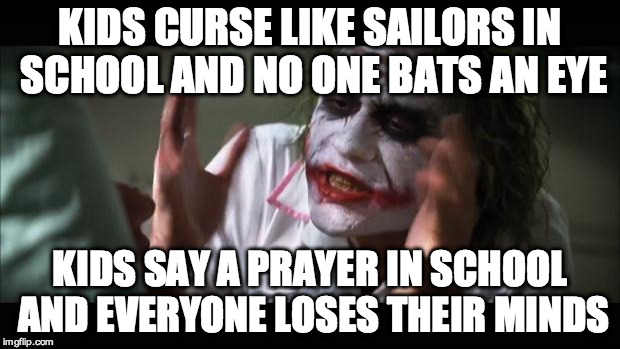 KIDS CURSE LIKE SAILORS IN
SCHOOL AND NO ONE BATS AN EYE
KIDS SAY A PRAYER IN SCHOOL
AND EVERYONE LOSES THEIR MINDS
imgflip.com